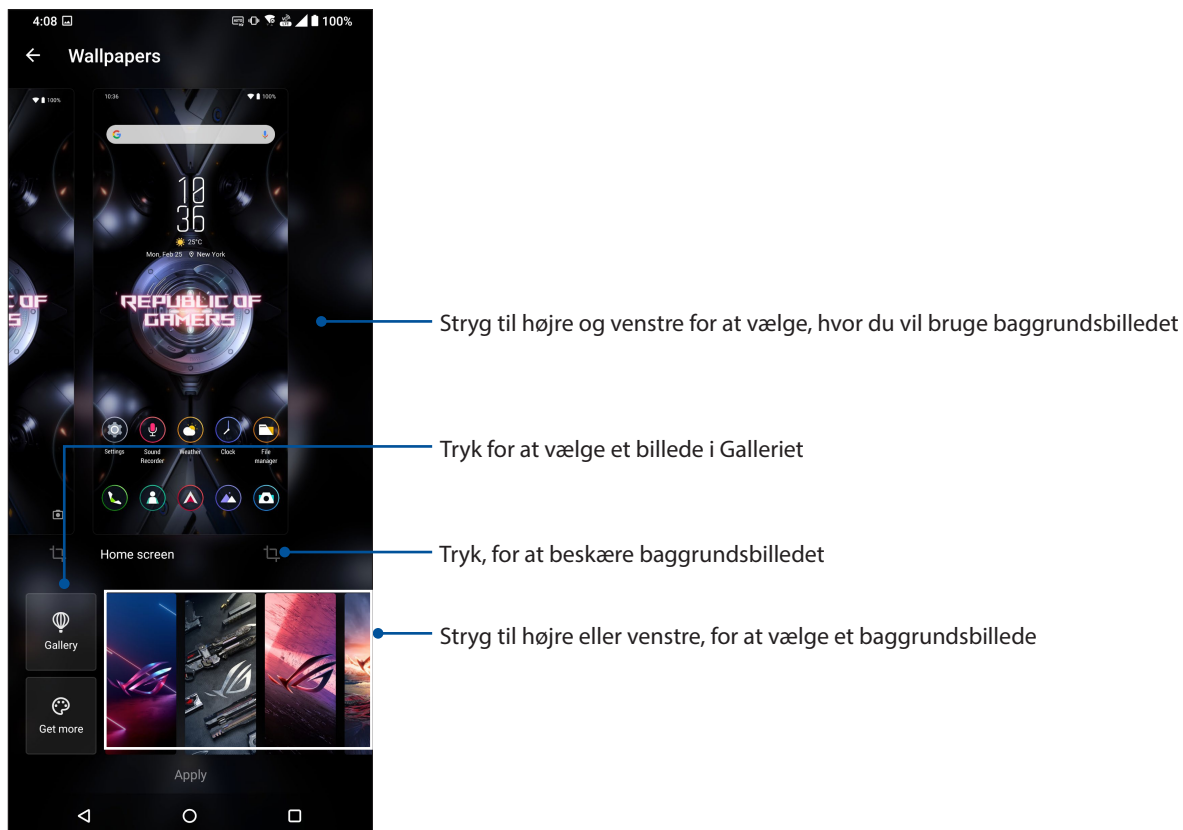 4:08 100%
Wallpapers
100%
10:36 100%
10
36
25°C
Mon, Feb 25 New York
C OF
S
REPUBLIC OF
GAMERS
Stryg til højre og venstre for at vælge, hvor du vil bruge baggrundsbilledet
Settings Sound Recorder Weather Clock File manager
Tryk for at vælge et billede i Galleriet
Home screen
Tryk, for at beskære baggrundsbilledet
Gallery
Stryg til højre eller venstre, for at vælge et baggrundsbillede
Get more
Apply